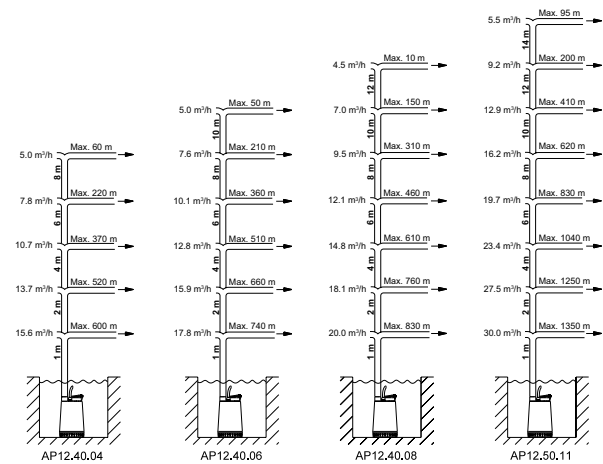 5.5 m³/h Max. 95 m
14 m
4.5 m³/h Max. 10 m 9.2 m³/h Max. 200 m
12 m 12 m
5.0 m³/h Max. 50 m 7.0 m³/h Max. 150 m 12.9 m³/h Max. 410 m
10 m 10 m 10 m
5.0 m³/h Max. 60 m 7.6 m³/h Max. 210 m 9.5 m³/h Max. 310 m 16.2 m³/h Max. 620 m
8 m 8 m 8 m 8 m
7.8 m³/h Max. 220 m 10.1 m³/h Max. 360 m 12.1 m³/h Max. 460 m 19.7 m³/h Max. 830 m
6 m 6 m 6 m 6 m
10.7 m³/h Max. 370 m 12.8 m³/h Max. 510 m 14.8 m³/h Max. 610 m 23.4 m³/h Max. 1040 m
4 m 4 m 4 m 4 m
13.7 m³/h Max. 520 m 15.9 m³/h Max. 660 m 18.1 m³/h Max. 760 m 27.5 m³/h Max. 1250 m
2 m 2 m 2 m 2 m
15.6 m³/h Max. 600 m 17.8 m³/h Max. 740 m 20.0 m³/h Max. 830 m 30.0 m³/h Max. 1350 m
1 m 1 m 1 m 1 m
AP12.40.04 AP12.40.06 AP12.40.08 AP12.50.11